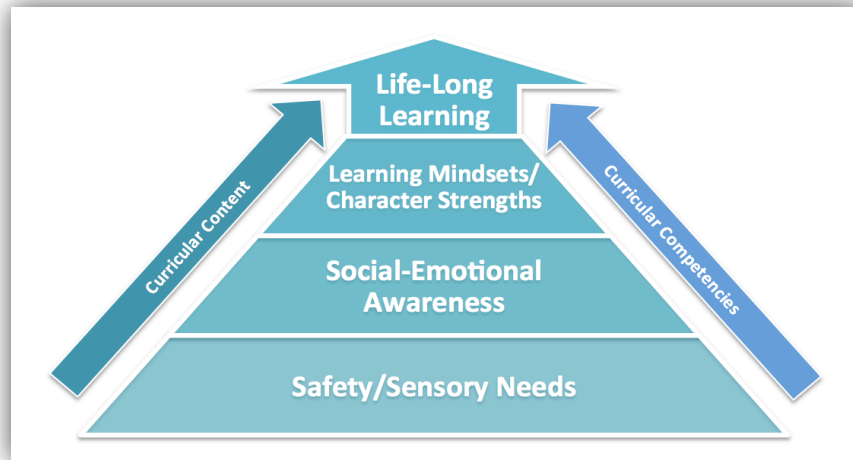 Life-Long
Learning
Learning Mindsets/
Character Strengths
Social-Emotional
Awareness
Safety/Sensory Needs
Curricular Content
Curricular Competencies